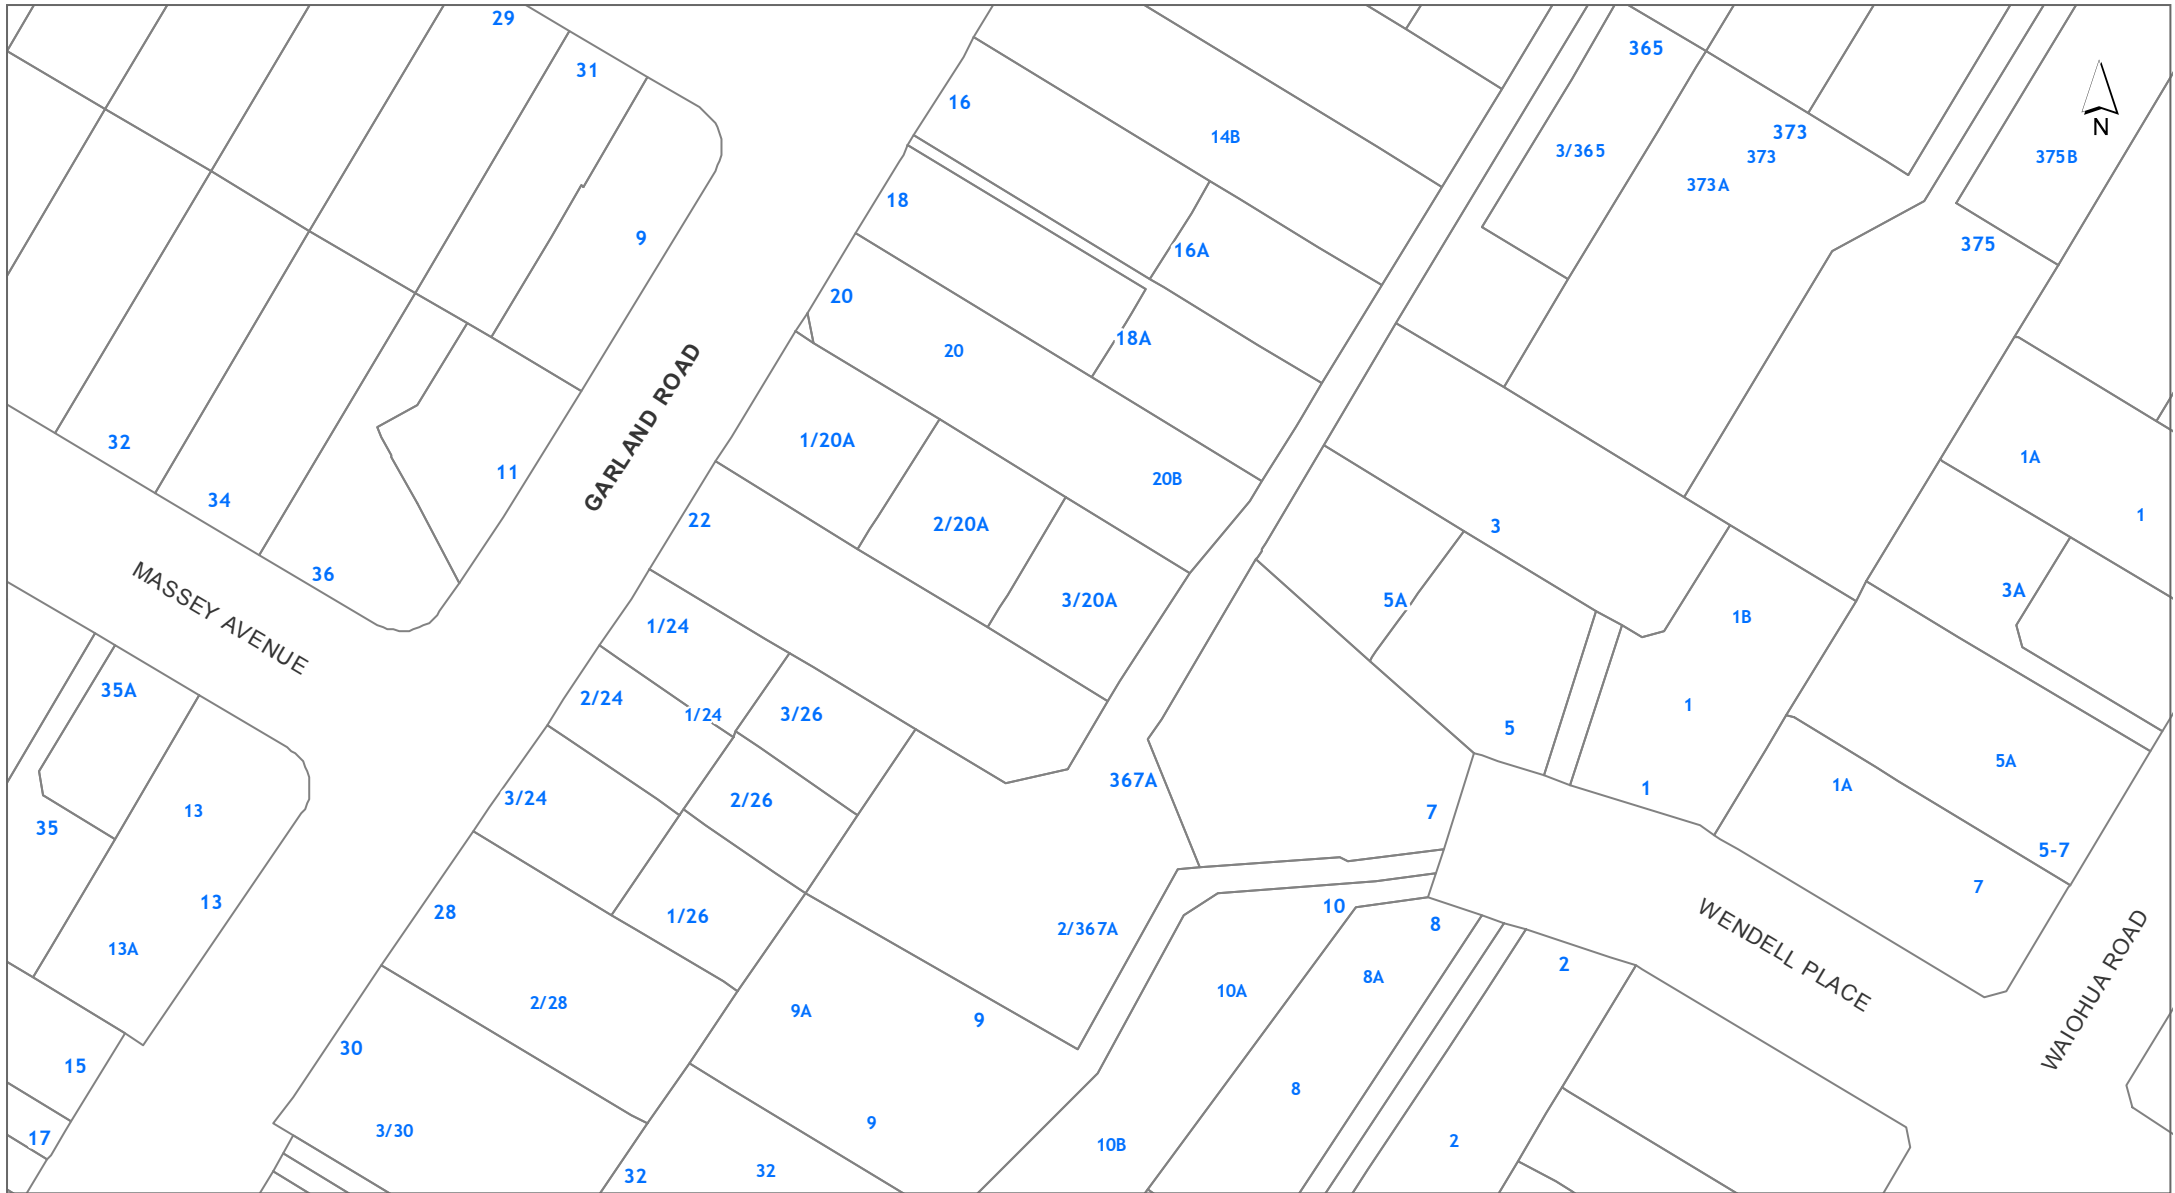 29
365
31
16
373
14B
3/365
373
375B
373A
18
9
375
16A
20
18A
20
32
1/20A
1A
11
20B
34
1
22
2/20A
3
36
3A
5A
3/20A
1B
1/24
GARLAND ROAD
MASSEY AVENUE
35A
2/24
1/24
3/26
1
5
5A
367A
1A
1
3/24
2/26
13
7
35
5-7
7
13
28
1/26
10
8
2/367A
13A
2
8A
10A
2/28
9A
9
WENDELL PLACE
WAIOHUA ROAD
30
15
8
9
3/30
17
10B
2
32
32
N